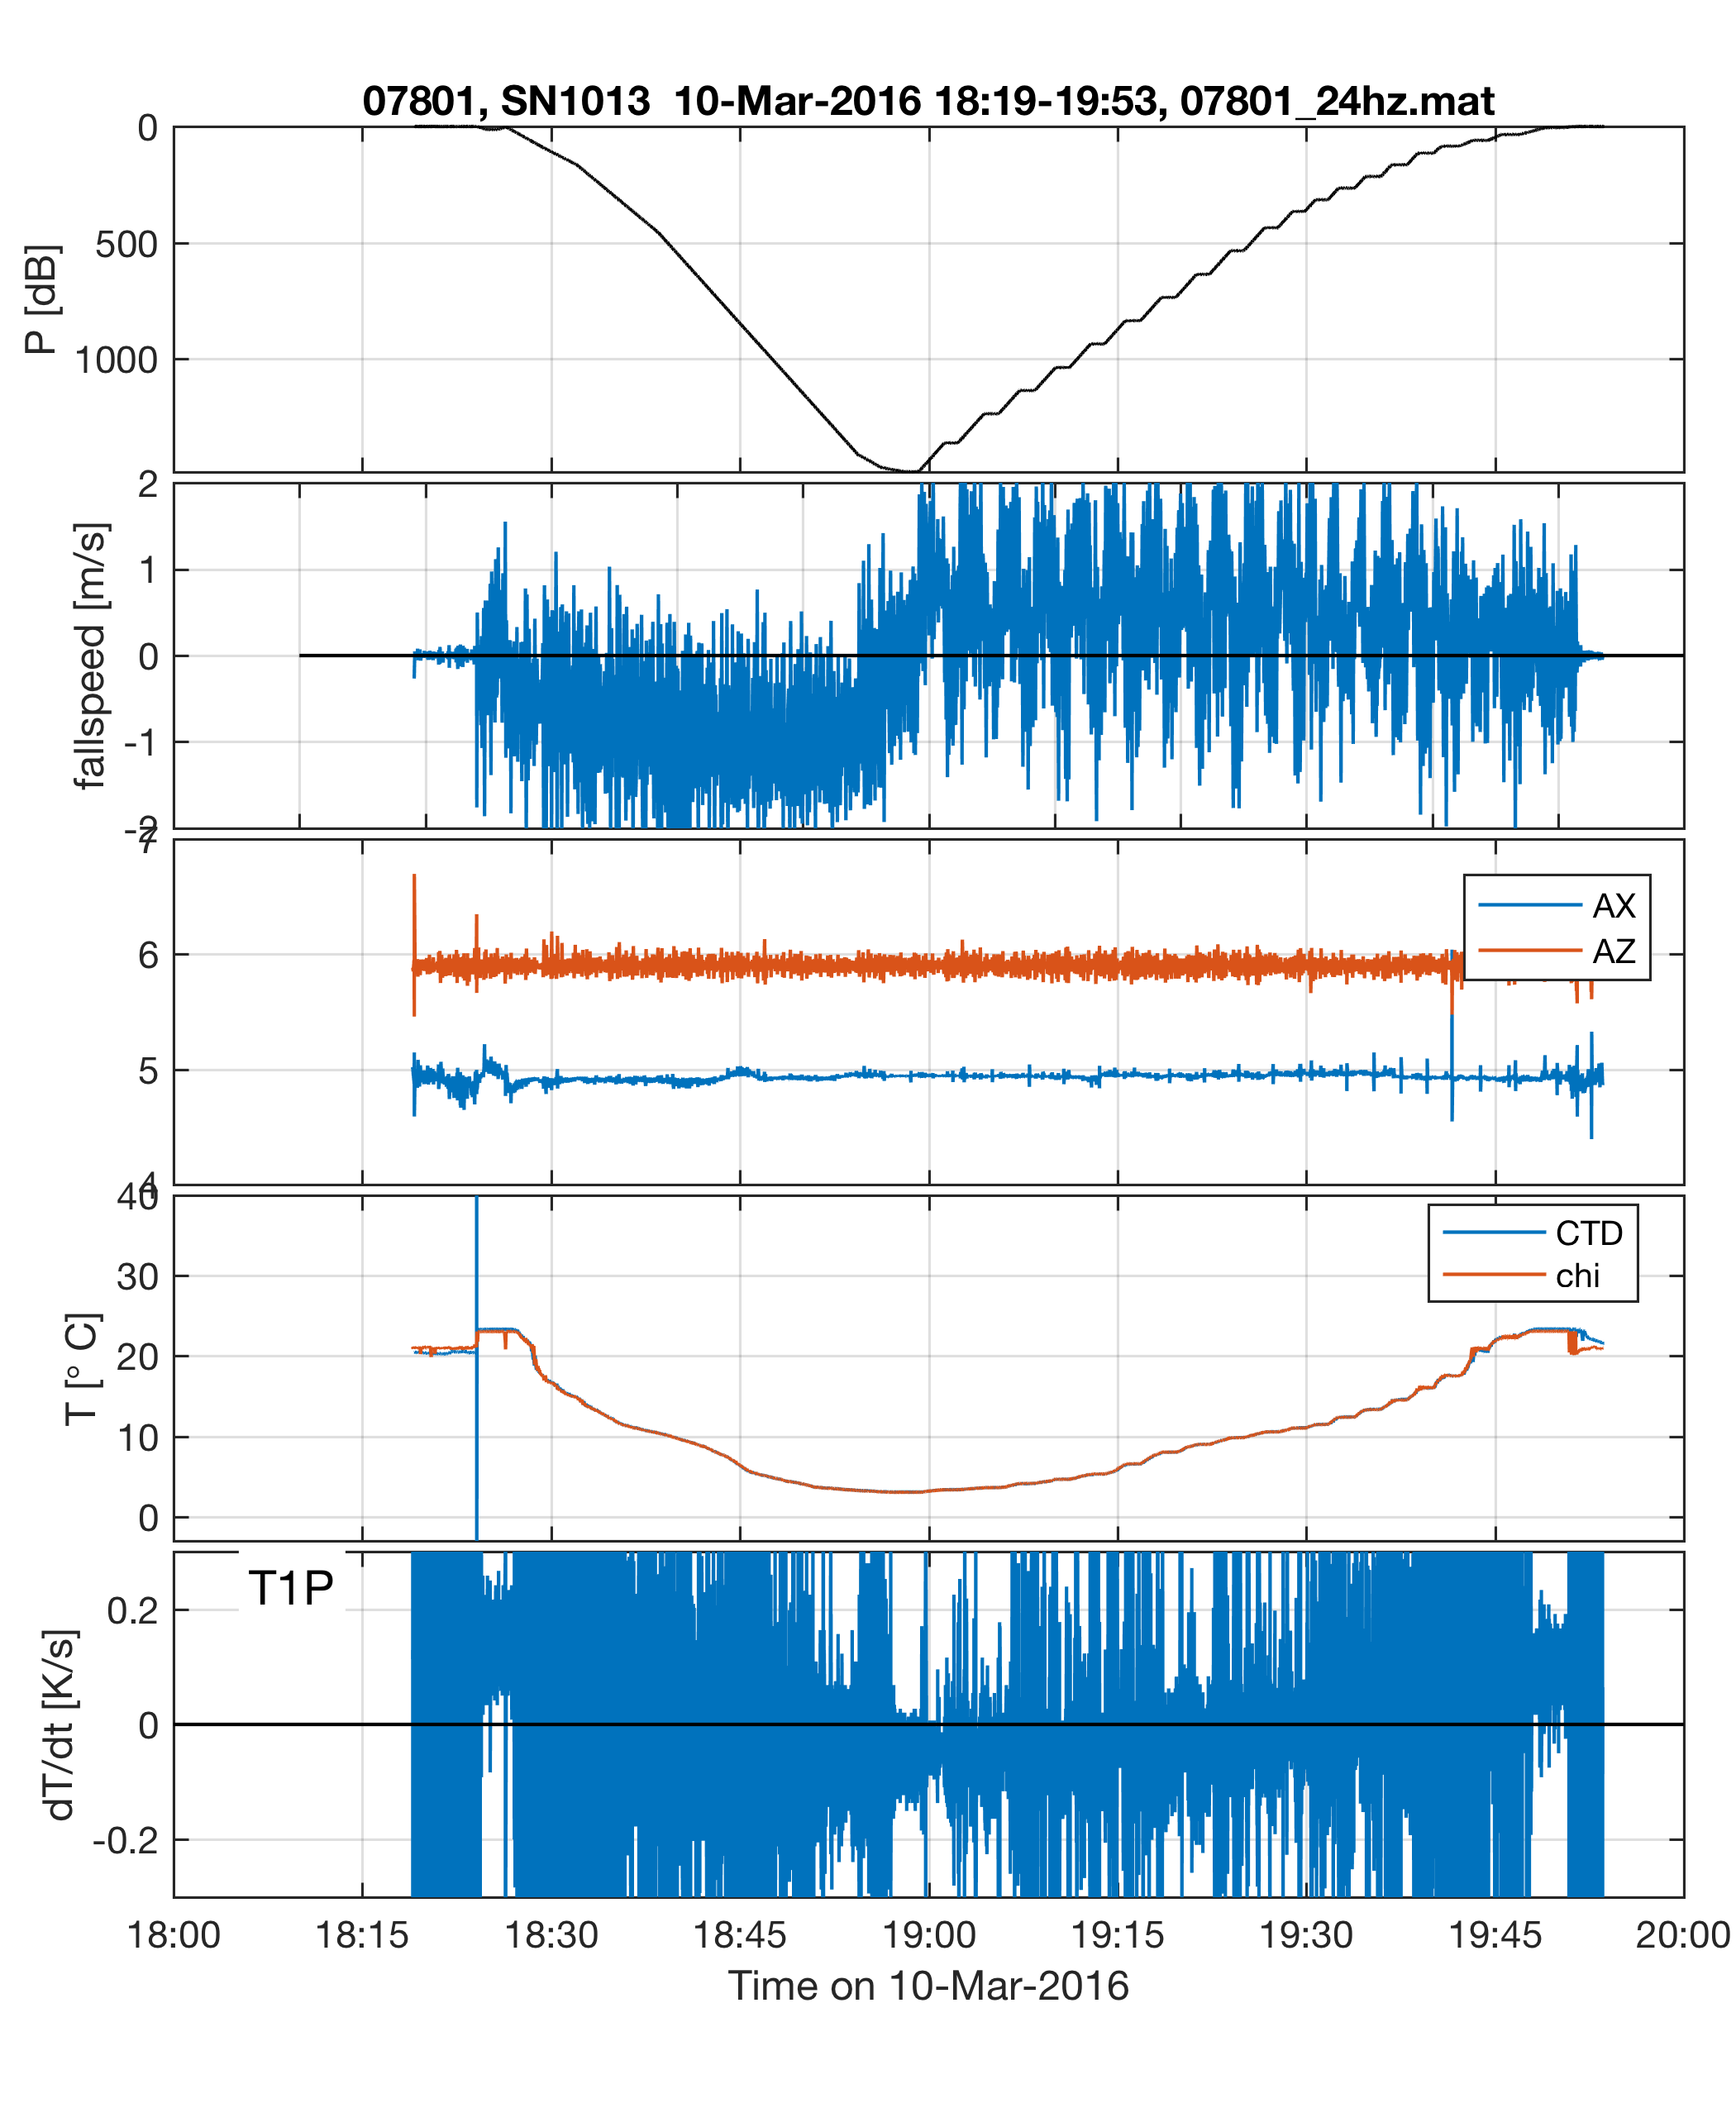 07801, SN1013  10-Mar-2016 18:19-19:53, 07801_24hz.mat
0
500
1000
P [dB]
2
1
0
-1
-2
fallspeed [m/s]
7
6
5
4
AX
AZ
40
30
20
10
0
T [° C]
CTD
chi
T1P
0.2
0
-0.2
dT/dt [K/s]
18:00 18:15 18:30 18:45 19:00 19:15 19:30 19:45 20:00
Time on 10-Mar-2016